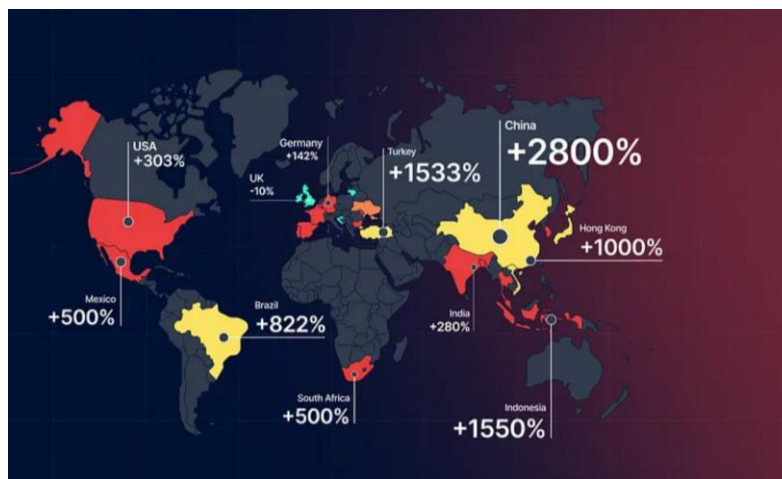 USA
+303%
Germany
+142%
UK
-10%
Turkey
+1533%
China
+2800%
Hong Kong
+1000%
Mexico
+500%
Brazil
+822%
India
+280%
South Africa
+500%
Indonesia
+1550%